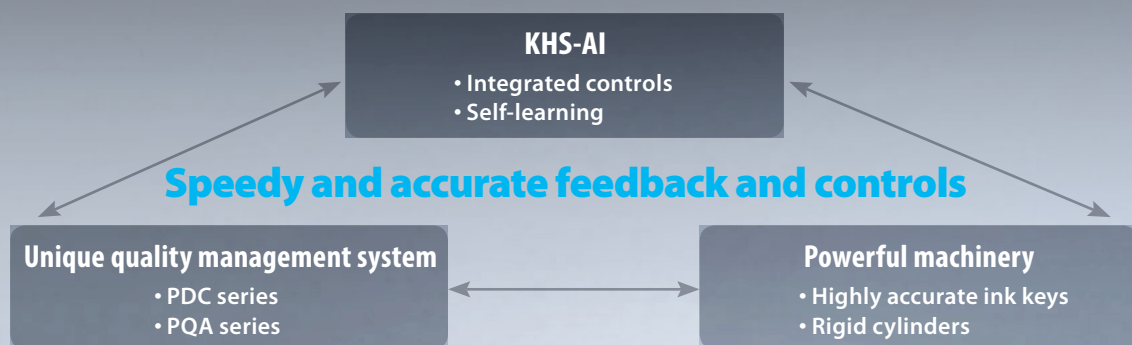 KHS-AI
• Integrated controls
• Self-learning
Speedy and accurate feedback and controls
Unique quality management system
• PDC series
• PQA series
Powerful machinery
• Highly accurate ink keys
• Rigid cylinders